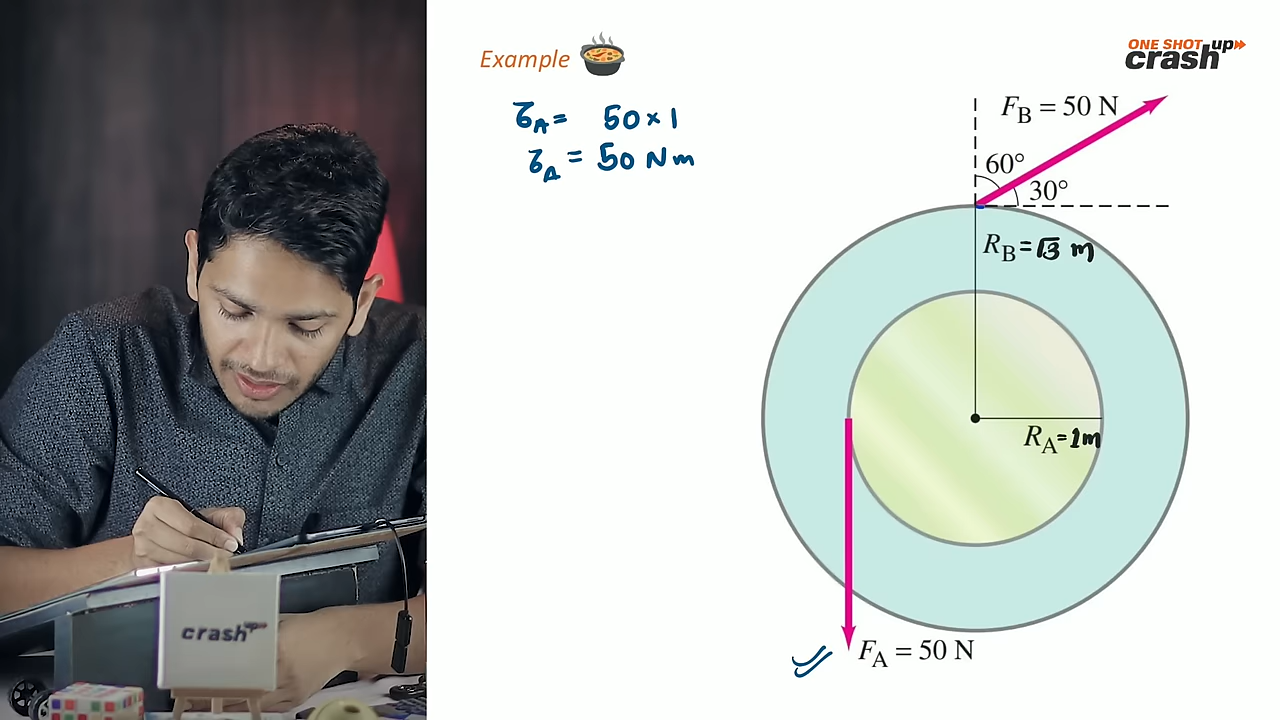 Example
ONE SHOT
crash up
τA = 50 × 1
τA = 50 Nm
FB = 50 N
60°
30°
RB = √3 m
RA = 1m
FA = 50 N
crash up